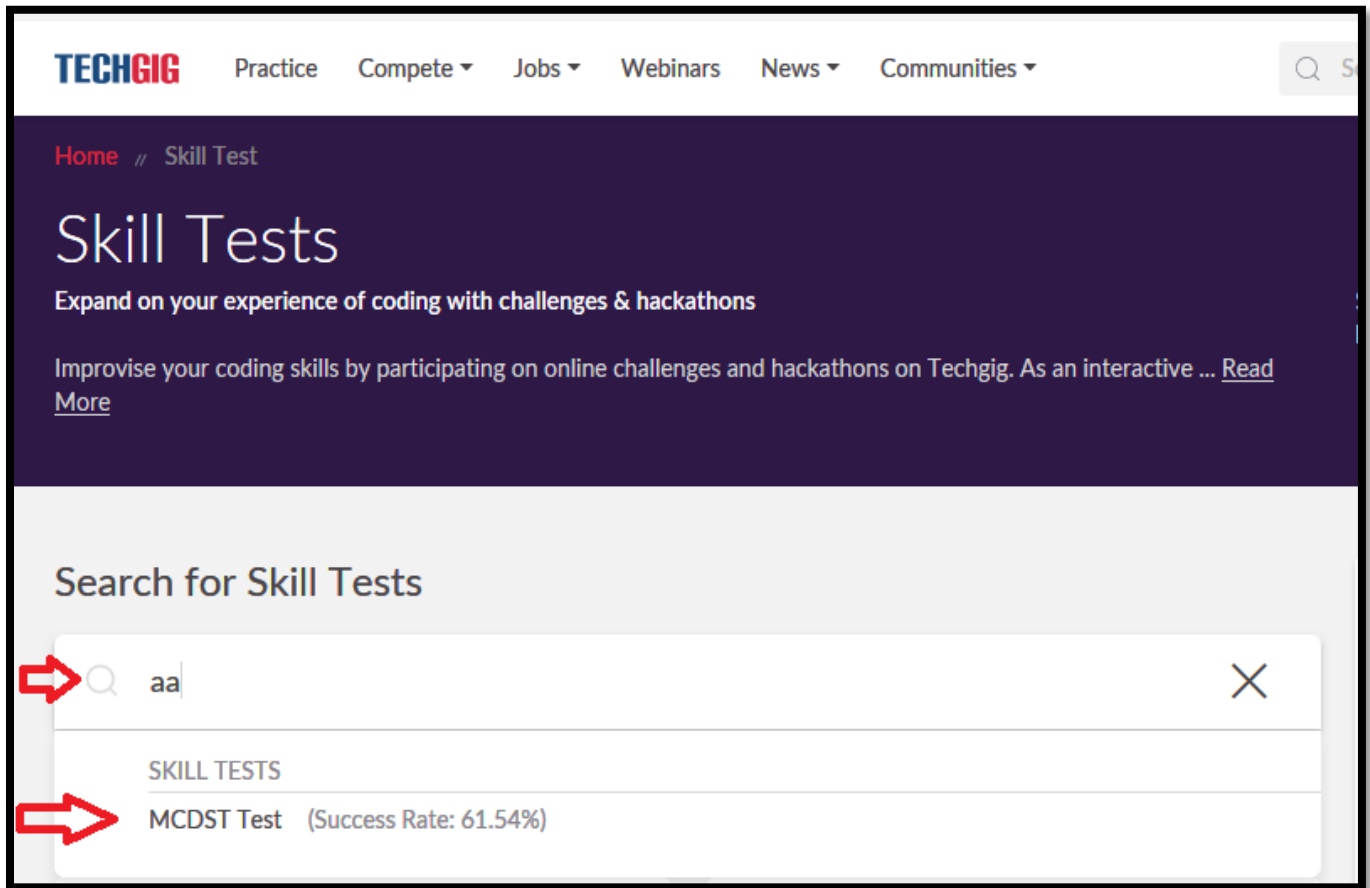 TECHGIG Practice Compete Jobs Webinars News Communities
Home // Skill Test
Skill Tests
Expand on your experience of coding with challenges & hackathons
Improvise your coding skills by participating on online challenges and hackathons on Techgig. As an interactive ... Read
More
Search for Skill Tests
aa
SKILL TESTS
MCDST Test (Success Rate: 61.54%)